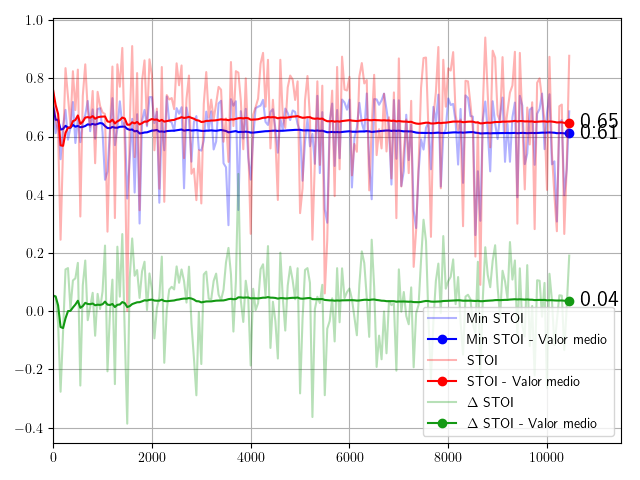 1.0
0.8
0.6
0.4
0.2
0.0
−0.2
−0.4
0
2000
4000
6000
8000
10000
0.65
0.61
0.04
Min STOI
Min STOI - Valor medio
STOI
STOI - Valor medio
Δ STOI
Δ STOI - Valor medio